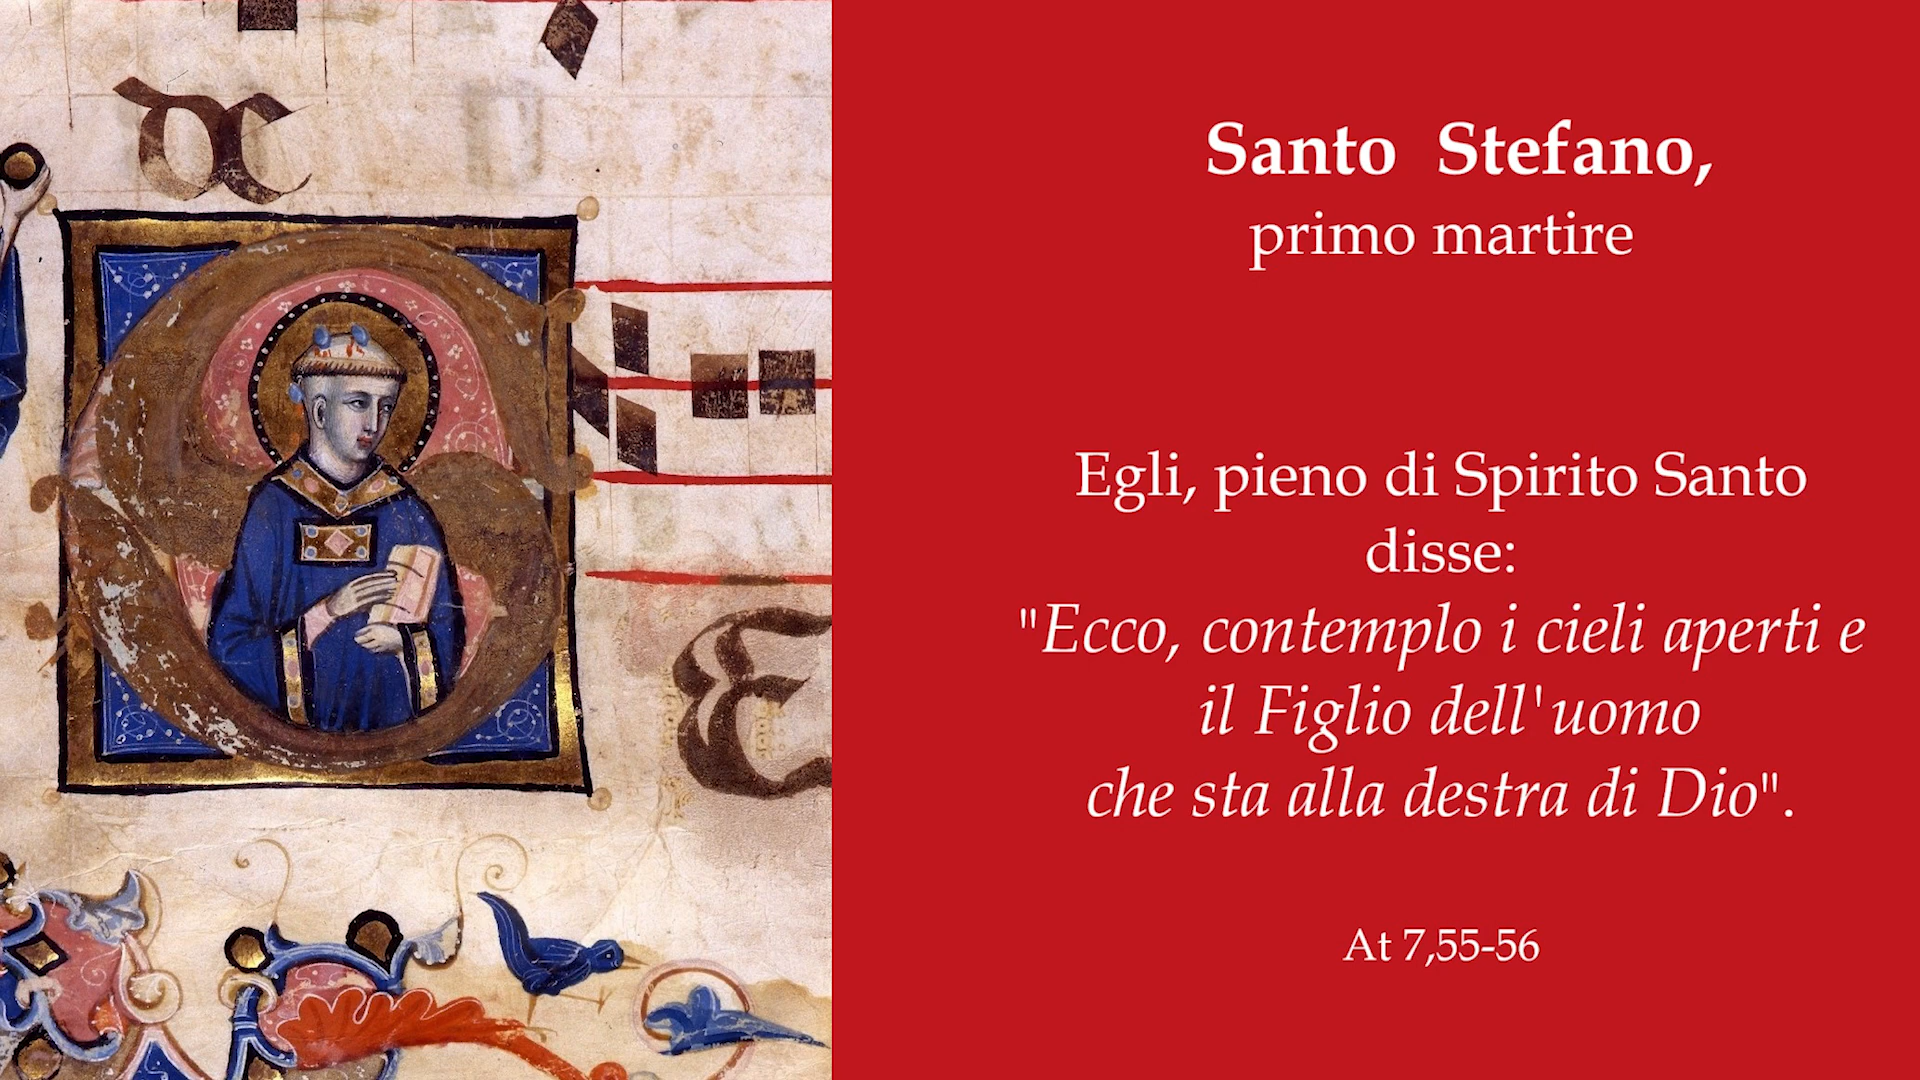 Santo Stefano,
primo martire
Egli, pieno di Spirito Santo
disse:
"Ecco, contemplo i cieli aperti e
il Figlio dell'uomo
che sta alla destra di Dio".
At 7,55-56